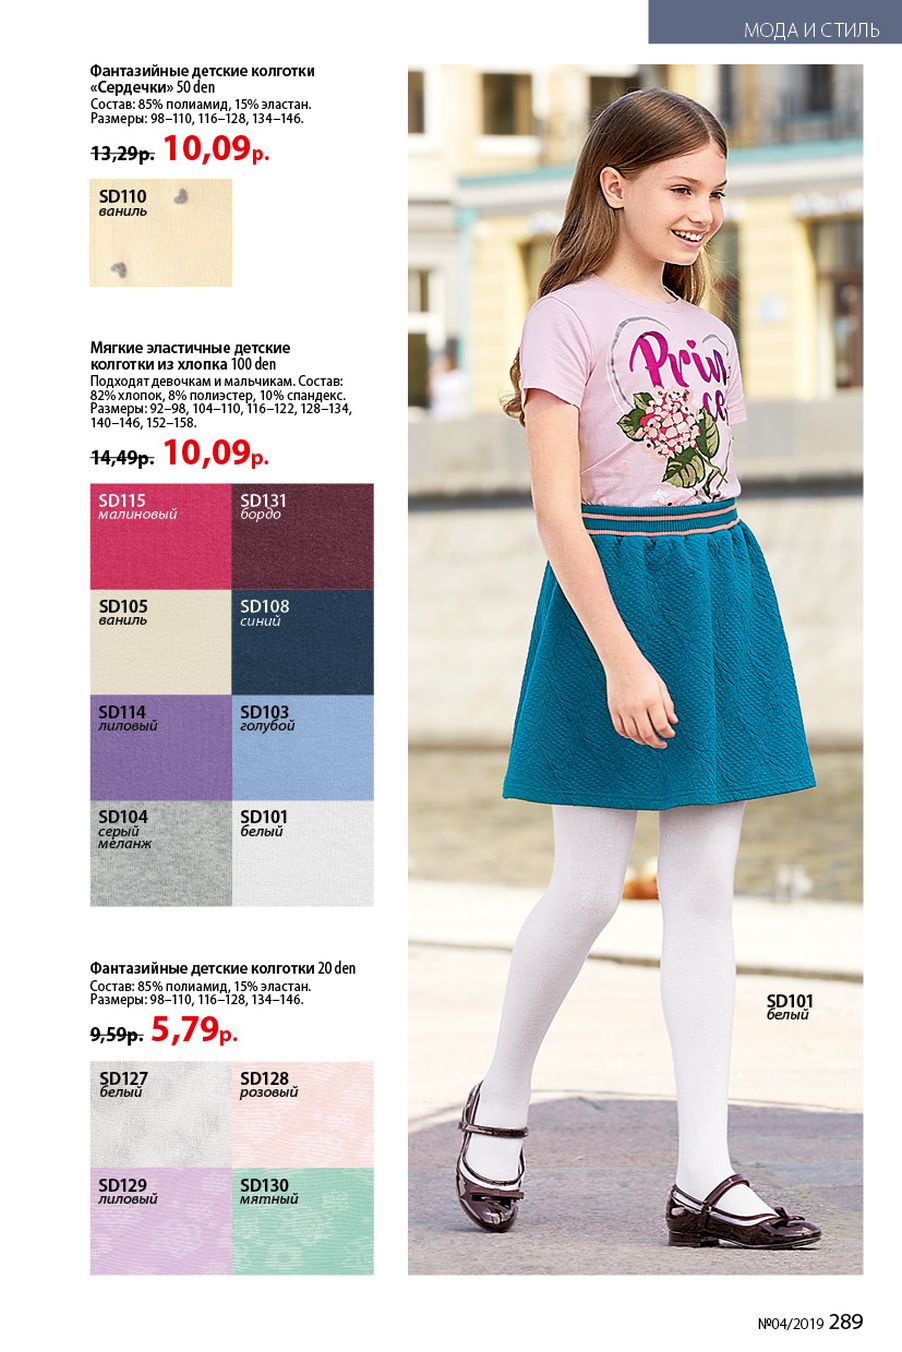 МОДА И СТИЛЬ
Фантазийные детские колготки
«Сердечки» 50 den
Состав: 85% полиамид, 15% эластан.
Размеры: 98–110, 116–128, 134–146.
13,29р. 10,09р.
SD110
ваниль
Мягкие эластичные детские
колготки из хлопка 100 den
Подходят девочкам и мальчикам. Состав:
82% хлопок, 8% полиэстер, 10% спандекс.
Размеры: 92–98, 104–110, 116–122, 128–134,
140–146, 152–158.
14,49р. 10,09р.
SD115
малиновый
SD131
бордо
SD105
ваниль
SD108
синий
SD114
лиловый
SD103
голубой
SD104
серый
меланж
SD101
белый
Фантазийные детские колготки 20 den
Состав: 85% полиамид, 15% эластан.
Размеры: 98–110, 116–128, 134–146.
9,59р. 5,79р.
SD127
белый
SD128
розовый
SD129
лиловый
SD130
мятный
Prin
ce
SD101
белый
№04/2019 289